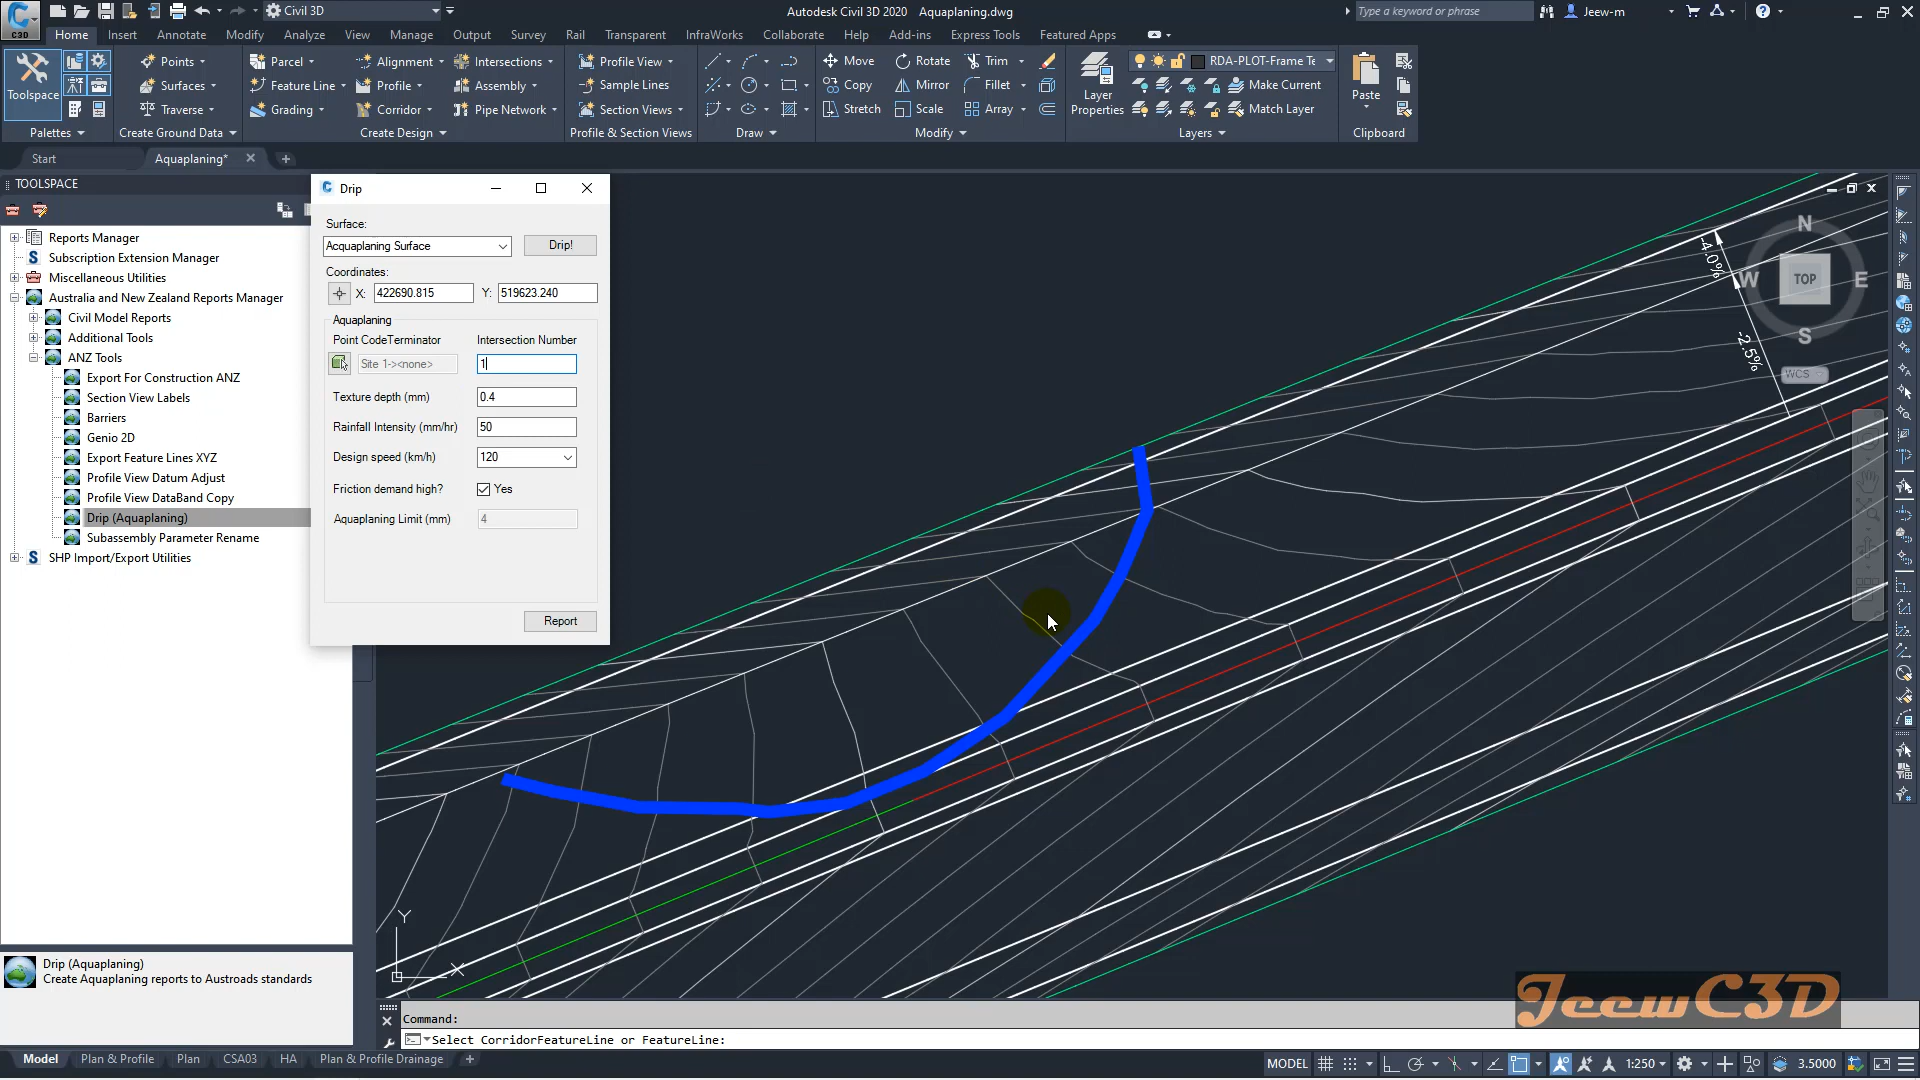 C3D
Civil 3D
Autodesk Civil 3D 2020 Aquaplaning.dwg
Type a keyword or phrase
Jeew-m
Home Insert Annotate Modify Analyze View Manage Output Survey Rail Transparent InfraWorks Collaborate Help Add-ins Express Tools Featured Apps
Toolspace
Points
Surfaces
Traverse
Parcel
Feature Line
Grading
Alignment
Profile
Corridor
Intersections
Assembly
Pipe Network
Profile View
Sample Lines
Section Views
Move
Copy
Stretch
Rotate
Mirror
Scale
Trim
Fillet
Array
Layer
Properties
RDA-PLOT-Frame Te
Make Current
Match Layer
Paste
Palettes
Create Ground Data
Create Design
Profile & Section Views
Draw
Modify
Layers
Clipboard
Start
Aquaplaning*
TOOLSPACE
Reports Manager
Subscription Extension Manager
Miscellaneous Utilities
Australia and New Zealand Reports Manager
Civil Model Reports
Additional Tools
ANZ Tools
Export For Construction ANZ
Section View Labels
Barriers
Genio 2D
Export Feature Lines XYZ
Profile View Datum Adjust
Profile View DataBand Copy
Drip (Aquaplaning)
Subassembly Parameter Rename
SHP Import/Export Utilities
Drip
Surface:
Acquaplaning Surface
Drip!
Coordinates:
X: 422690.815 Y: 519623.240
Aquaplaning
Point CodeTerminator Intersection Number
Site 1-><none> 1
Texture depth (mm) 0.4
Rainfall Intensity (mm/hr) 50
Design speed (km/h) 120
Friction demand high? Yes
Aquaplaning Limit (mm) 4
Report
N
W TOP E
S
WCS
-4.0%
-2.5%
Y
X
Drip (Aquaplaning)
Create Aquaplaning reports to Austroads standards
JeewC3D
Command:
Select CorridorFeatureLine or FeatureLine:
Model Plan & Profile Plan CSA03 HA Plan & Profile Drainage
MODEL
1:250
3.5000